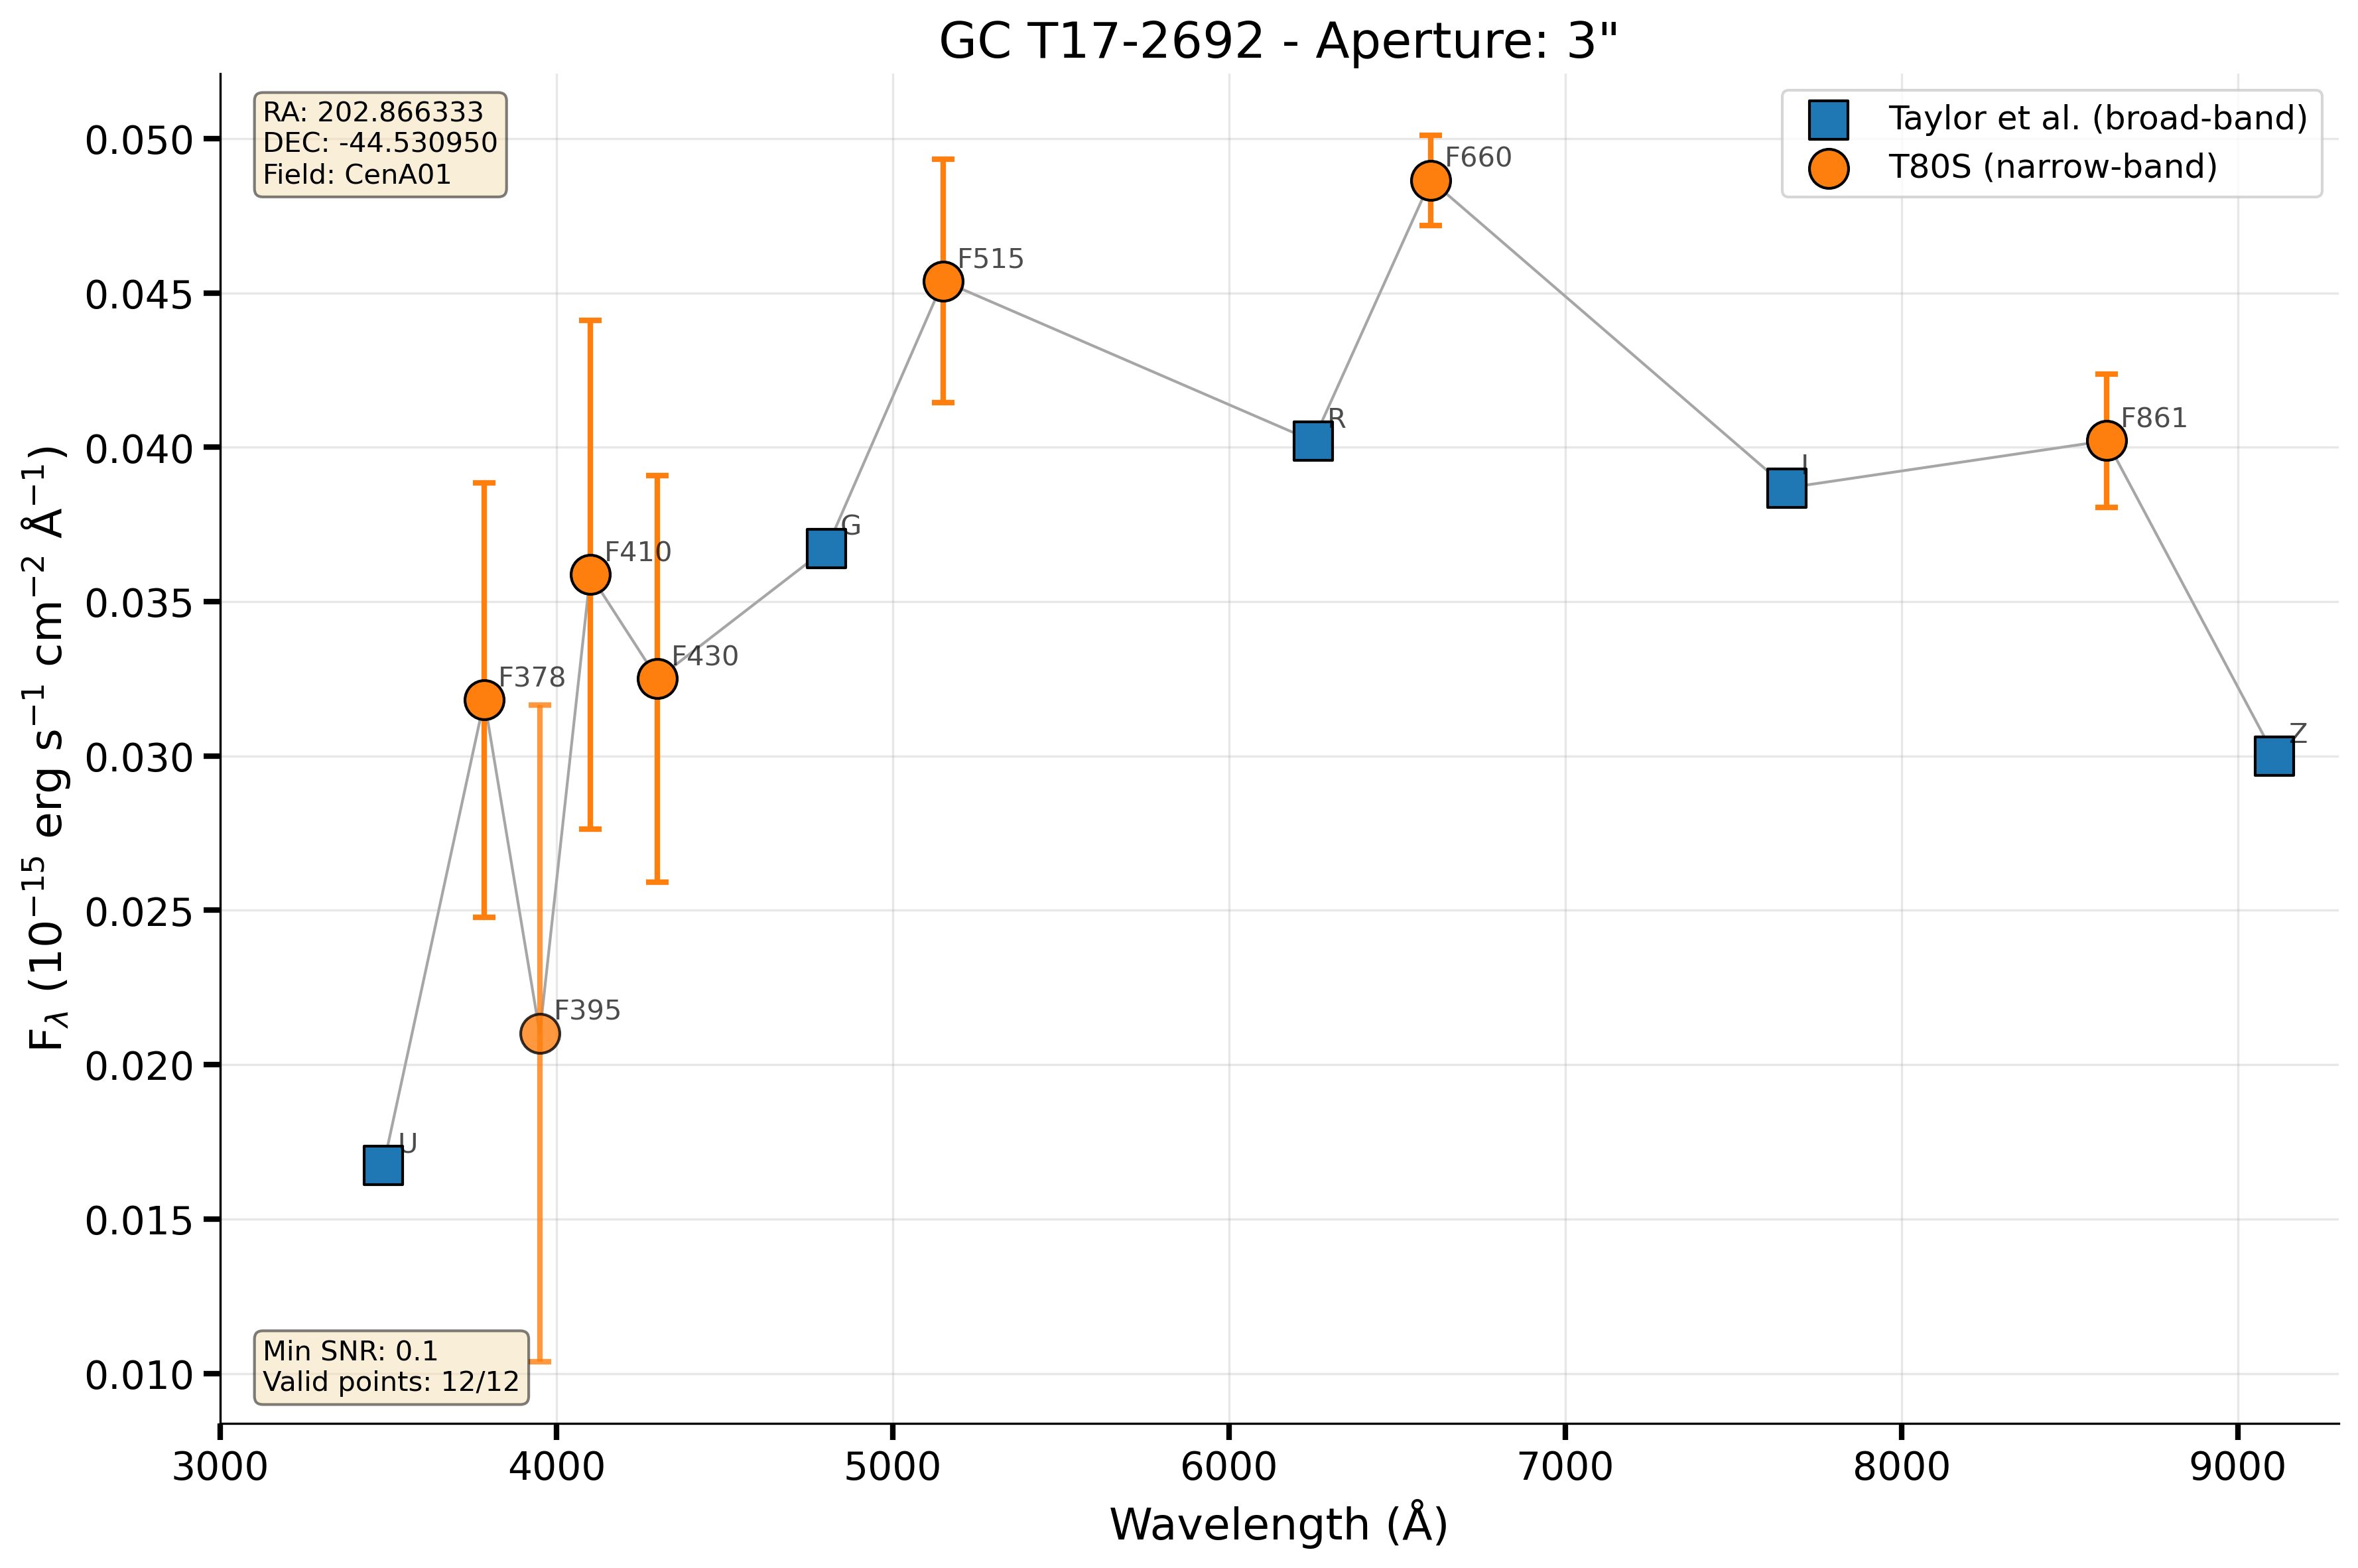 GC T17-2692 - Aperture: 3"
RA: 202.866333
DEC: -44.530950
Field: CenA01
Taylor et al. (broad-band)
T80S (narrow-band)
F660
F515
F861
R
I
G
F410
F430
F378
F395
Z
U
Min SNR: 0.1
Valid points: 12/12
0.050
0.045
0.040
0.035
0.030
0.025
0.020
0.015
0.010
F_λ (10⁻¹⁵ erg s⁻¹ cm⁻² Å⁻¹)
3000 4000 5000 6000 7000 8000 9000
Wavelength (Å)